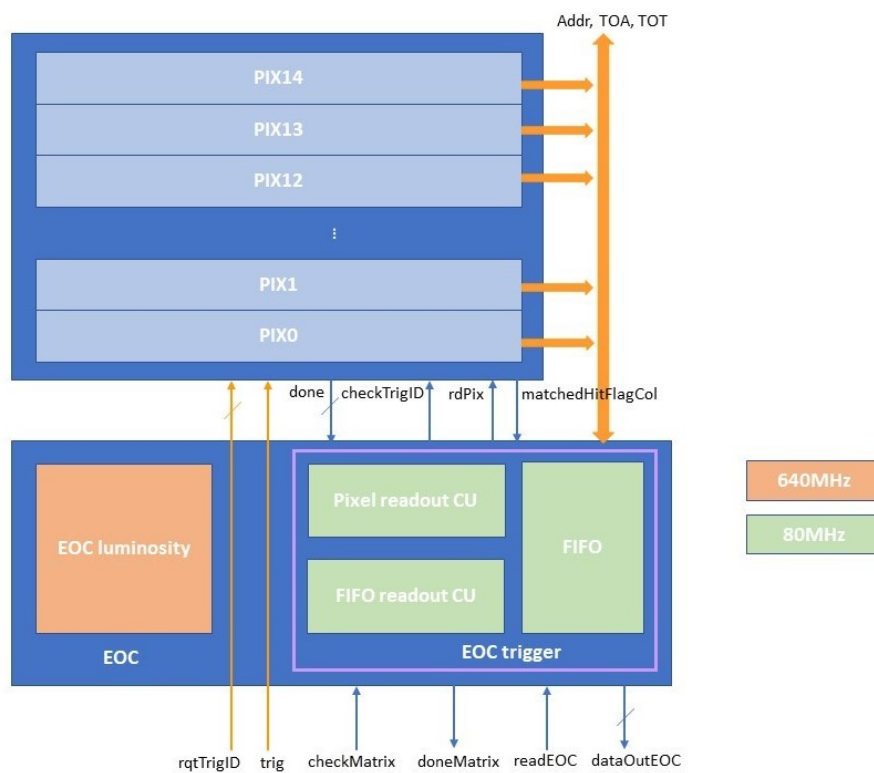 Addr, TOA, TOT
PIX14
PIX13
PIX12
...
PIX1
PIX0
done
checkTrigID
rdPix
matchedHitFlagCol
EOC luminosity
Pixel readout CU
FIFO readout CU
FIFO
EOC
EOC trigger
640MHz
80MHz
rqtTrigID
trig
checkMatrix
doneMatrix
readEOC
dataOutEOC